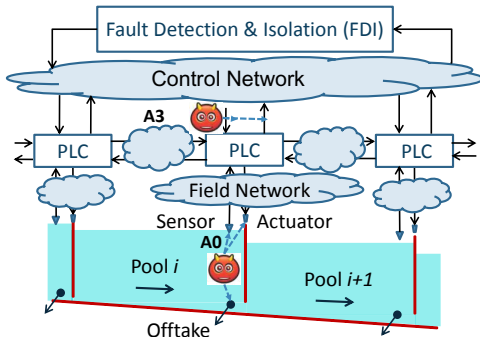 Fault Detection & Isolation (FDI)
Control Network
A3
PLC PLC PLC
Field Network
Sensor Actuator
A0
Pool i
Pool i+1
Offtake